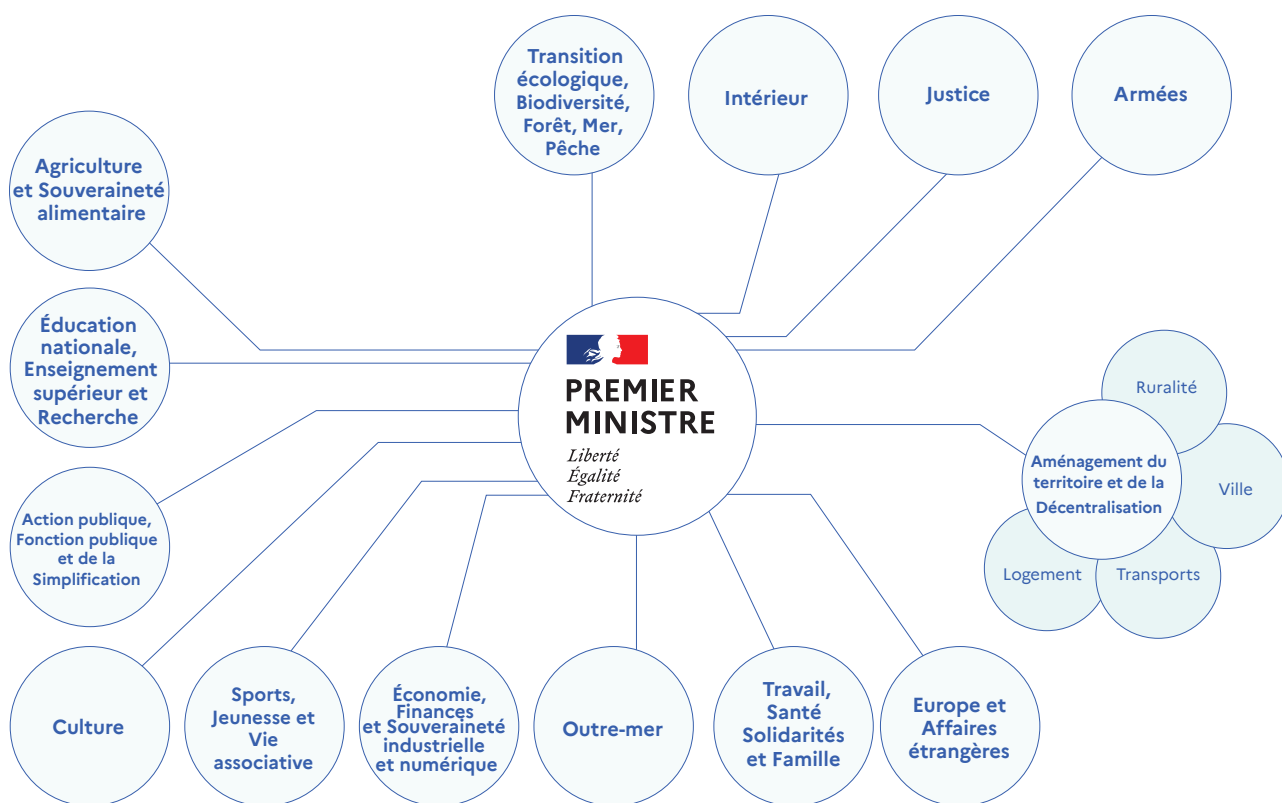 Transition
écologique,
Biodiversité,
Forêt, Mer,
Pêche
Intérieur
Justice
Armées
Agriculture
et Souveraineté
alimentaire
Éducation
nationale,
Enseignement
supérieur et
Recherche
PREMIER
MINISTRE
Liberté
Égalité
Fraternité
Ruralité
Aménagement du
territoire et de la
Décentralisation
Ville
Logement
Transports
Action publique,
Fonction publique
et de la
Simplification
Culture
Sports,
Jeunesse et
Vie
associative
Économie,
Finances
et Souveraineté
industrielle
et numérique
Outre-mer
Travail,
Santé
Solidarités
et Famille
Europe et
Affaires
étrangères